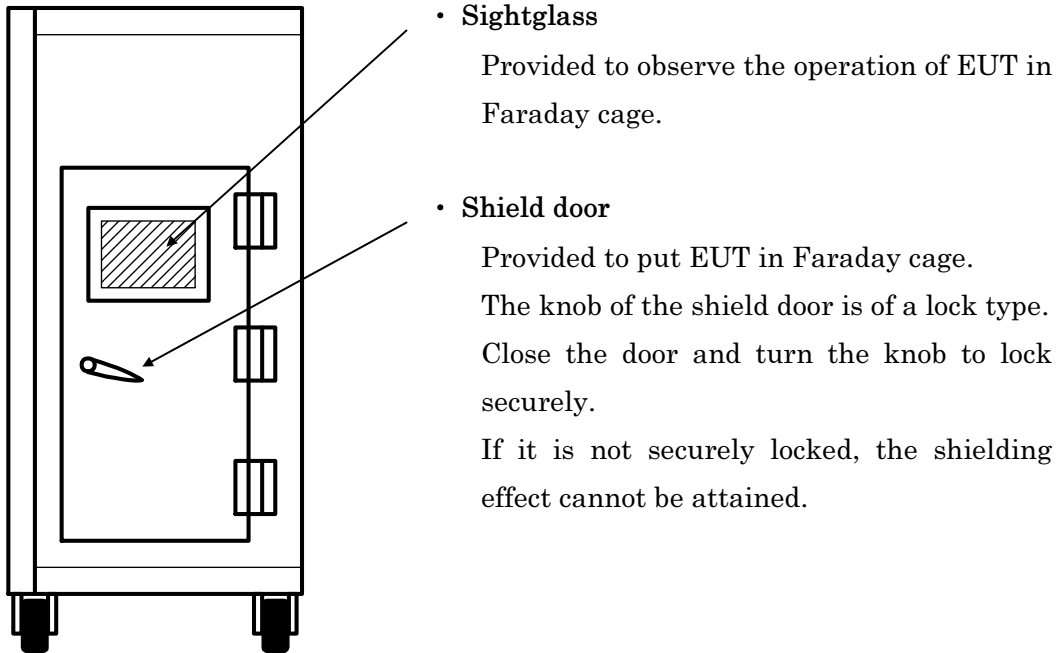 ・ Sightglass
Provided to observe the operation of EUT in
Faraday cage.
・ Shield door
Provided to put EUT in Faraday cage.
The knob of the shield door is of a lock type.
Close the door and turn the knob to lock
securely.
If it is not securely locked, the shielding
effect cannot be attained.